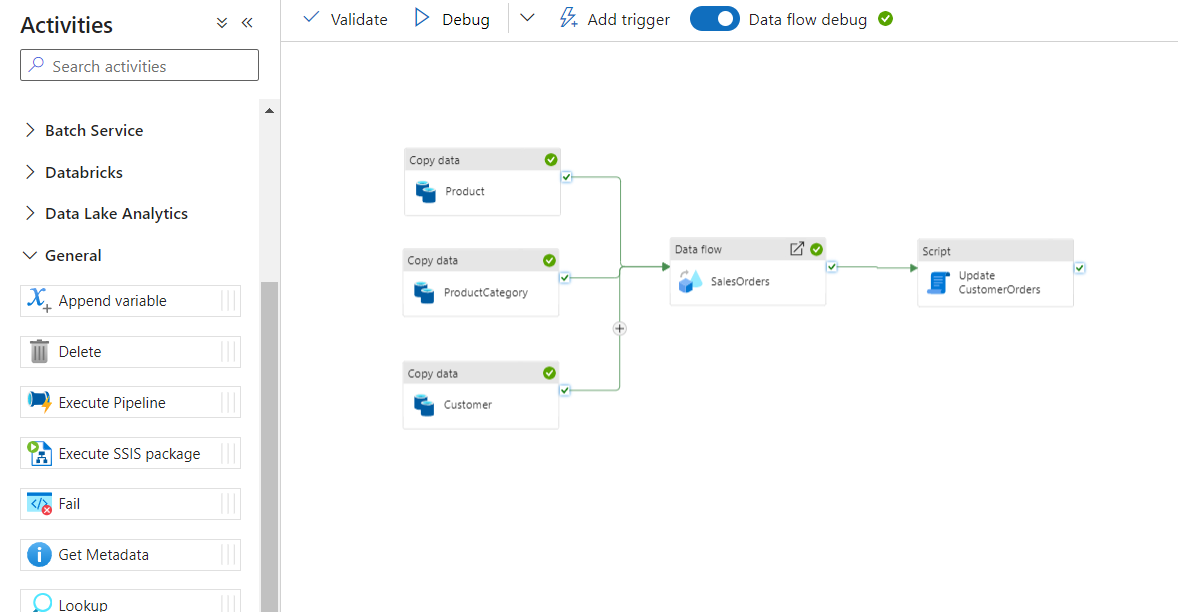 Activities
Search activities
Batch Service
Databricks
Data Lake Analytics
General
Append variable
Delete
Execute Pipeline
Execute SSIS package
Fail
Get Metadata
Lookup
Validate
Debug
Add trigger
Data flow debug
Copy data
Product
Copy data
ProductCategory
Copy data
Customer
Data flow
SalesOrders
Script
Update
CustomerOrders